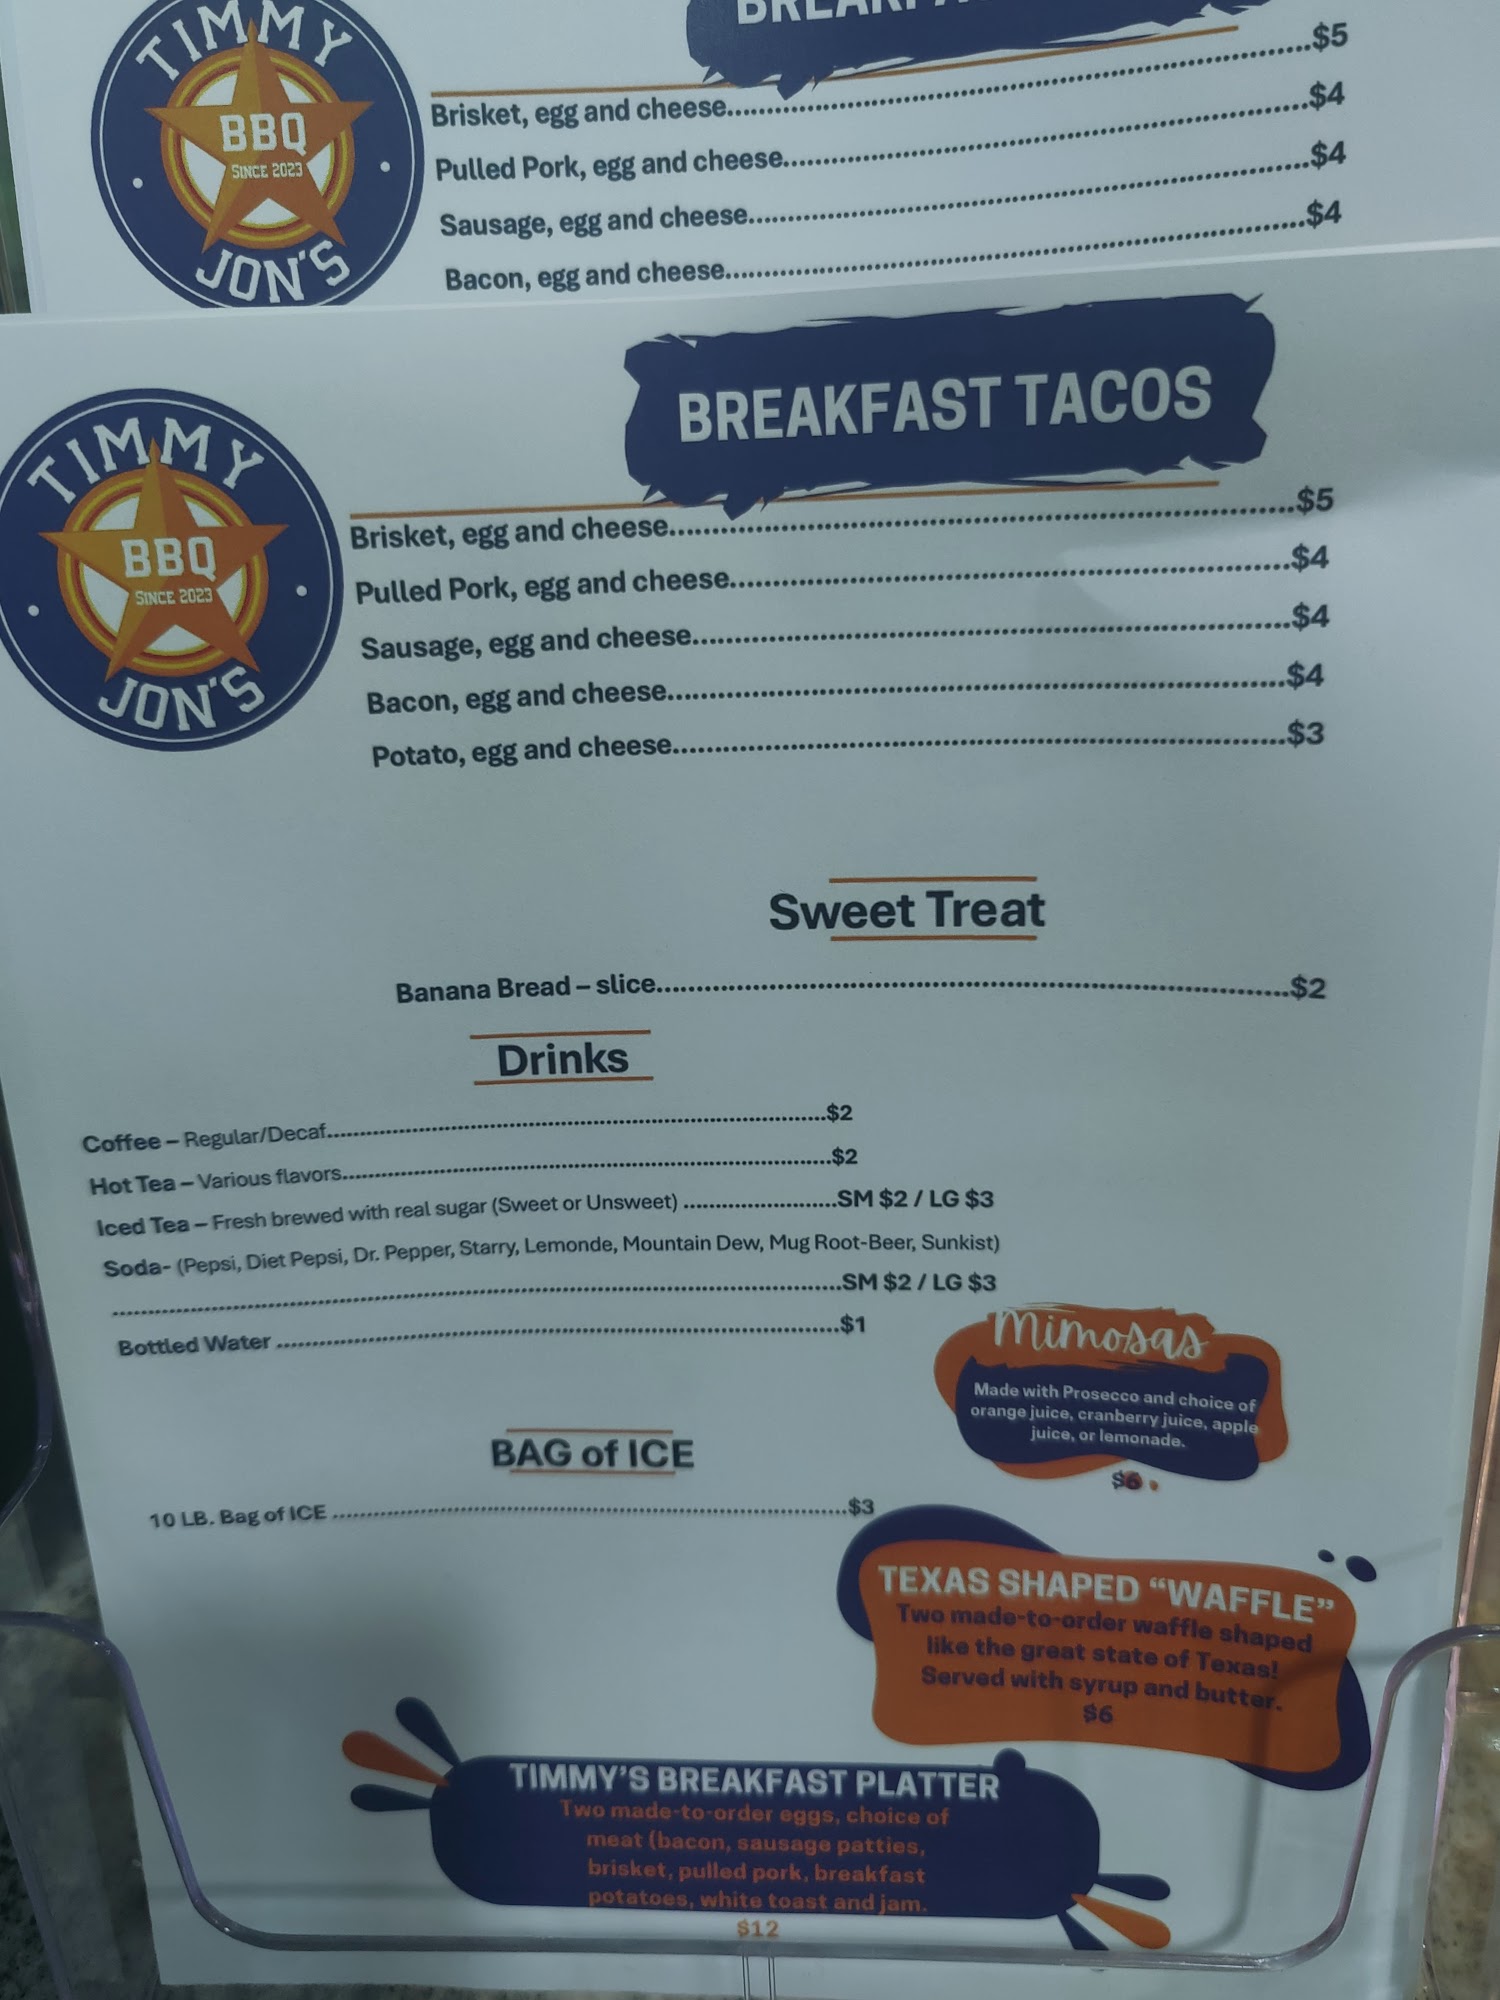 TIMMY
BBQ
SINCE 2023
JON'S
Brisket, egg and cheese.....$5
Pulled Pork, egg and cheese.....$4
Sausage, egg and cheese.....$4
Bacon, egg and cheese.....$4
BREAKFAST TACOS
TIMMY
BBQ
SINCE 2023
JON'S
Brisket, egg and cheese.....$5
Pulled Pork, egg and cheese.....$4
Sausage, egg and cheese.....$4
Bacon, egg and cheese.....$4
Potato, egg and cheese.....$3
Sweet Treat
Banana Bread – slice.....$2
Drinks
Coffee – Regular/Decaf.....$2
Hot Tea – Various flavors.....$2
Iced Tea – Fresh brewed with real sugar (Sweet or Unsweet) .....SM $2 / LG $3
Soda- (Pepsi, Diet Pepsi, Dr. Pepper, Starry, Lemonde, Mountain Dew, Mug Root-Beer, Sunkist)
.....SM $2 / LG $3
Bottled Water .....$1
Mimosas
Made with Prosecco and choice of
orange juice, cranberry juice, apple
juice, or lemonade.
BAG of ICE
10 LB. Bag of ICE .....$3
TEXAS SHAPED “WAFFLE”
Two made-to-order waffle shaped
like the great state of Texas!
Served with syrup and butter.
$6
TIMMY'S BREAKFAST PLATTER
Two made-to-order eggs, choice of
meat (bacon, sausage patties,
brisket, pulled pork, breakfast
potatoes, white toast and jam.
$12